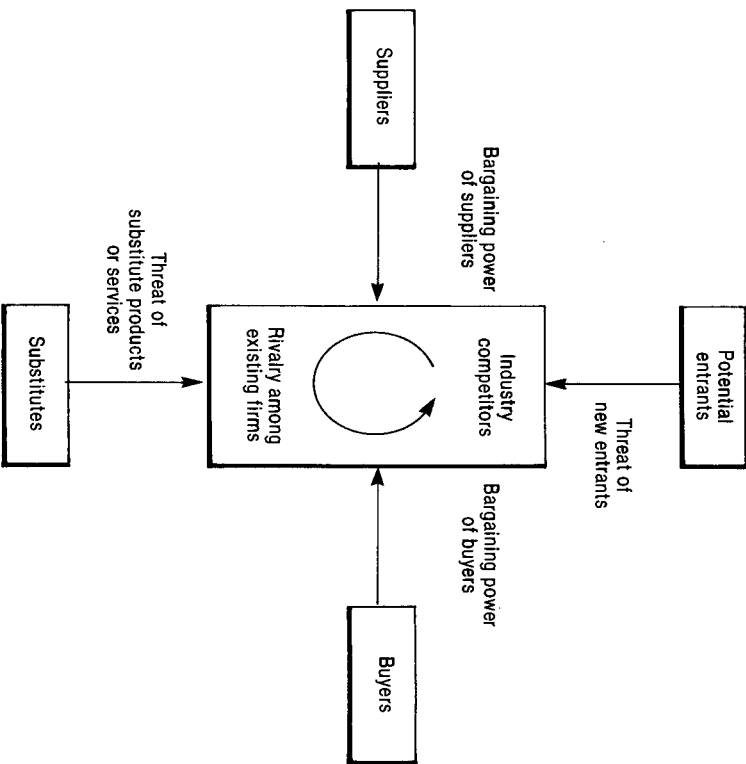 Potential
entrants
Threat of
new entrants
Bargaining power
of suppliers
Suppliers
Industry
competitors
Rivalry among
existing firms
Bargaining power
of buyers
Buyers
Threat of
substitute products
or services
Substitutes